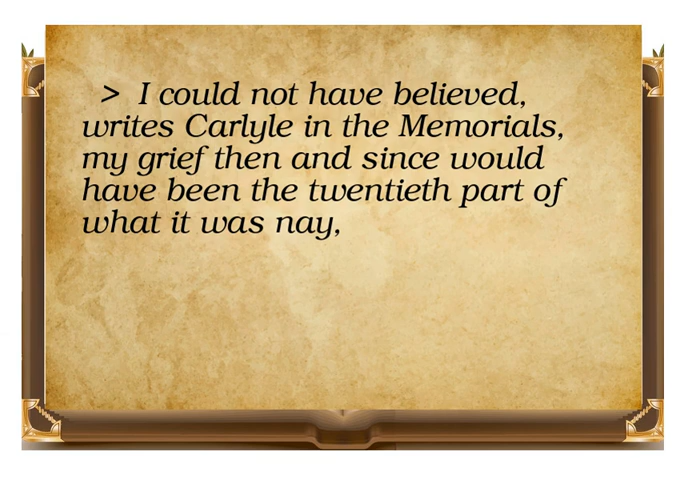 > I could not have believed,
writes Carlyle in the Memorials,
my grief then and since would
have been the twentieth part of
what it was nay,